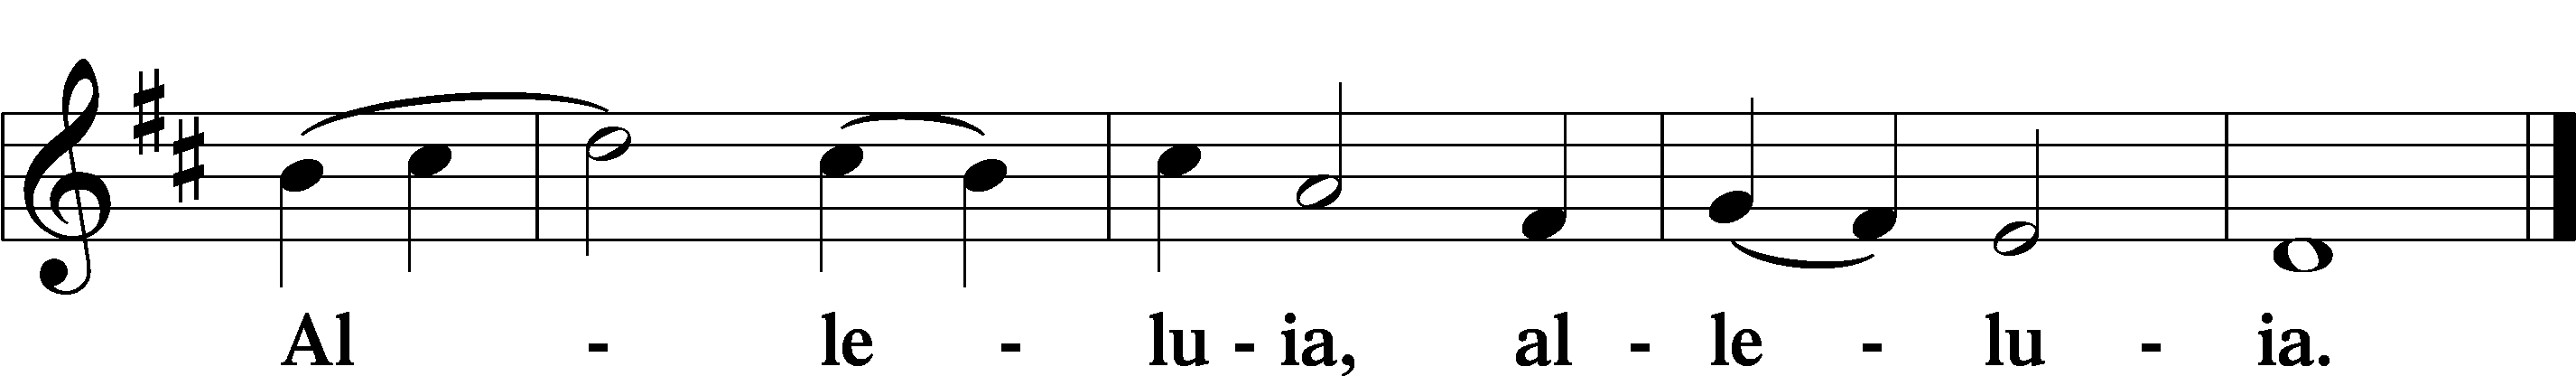 Al - le - lu - ia, al - le - lu - ia.